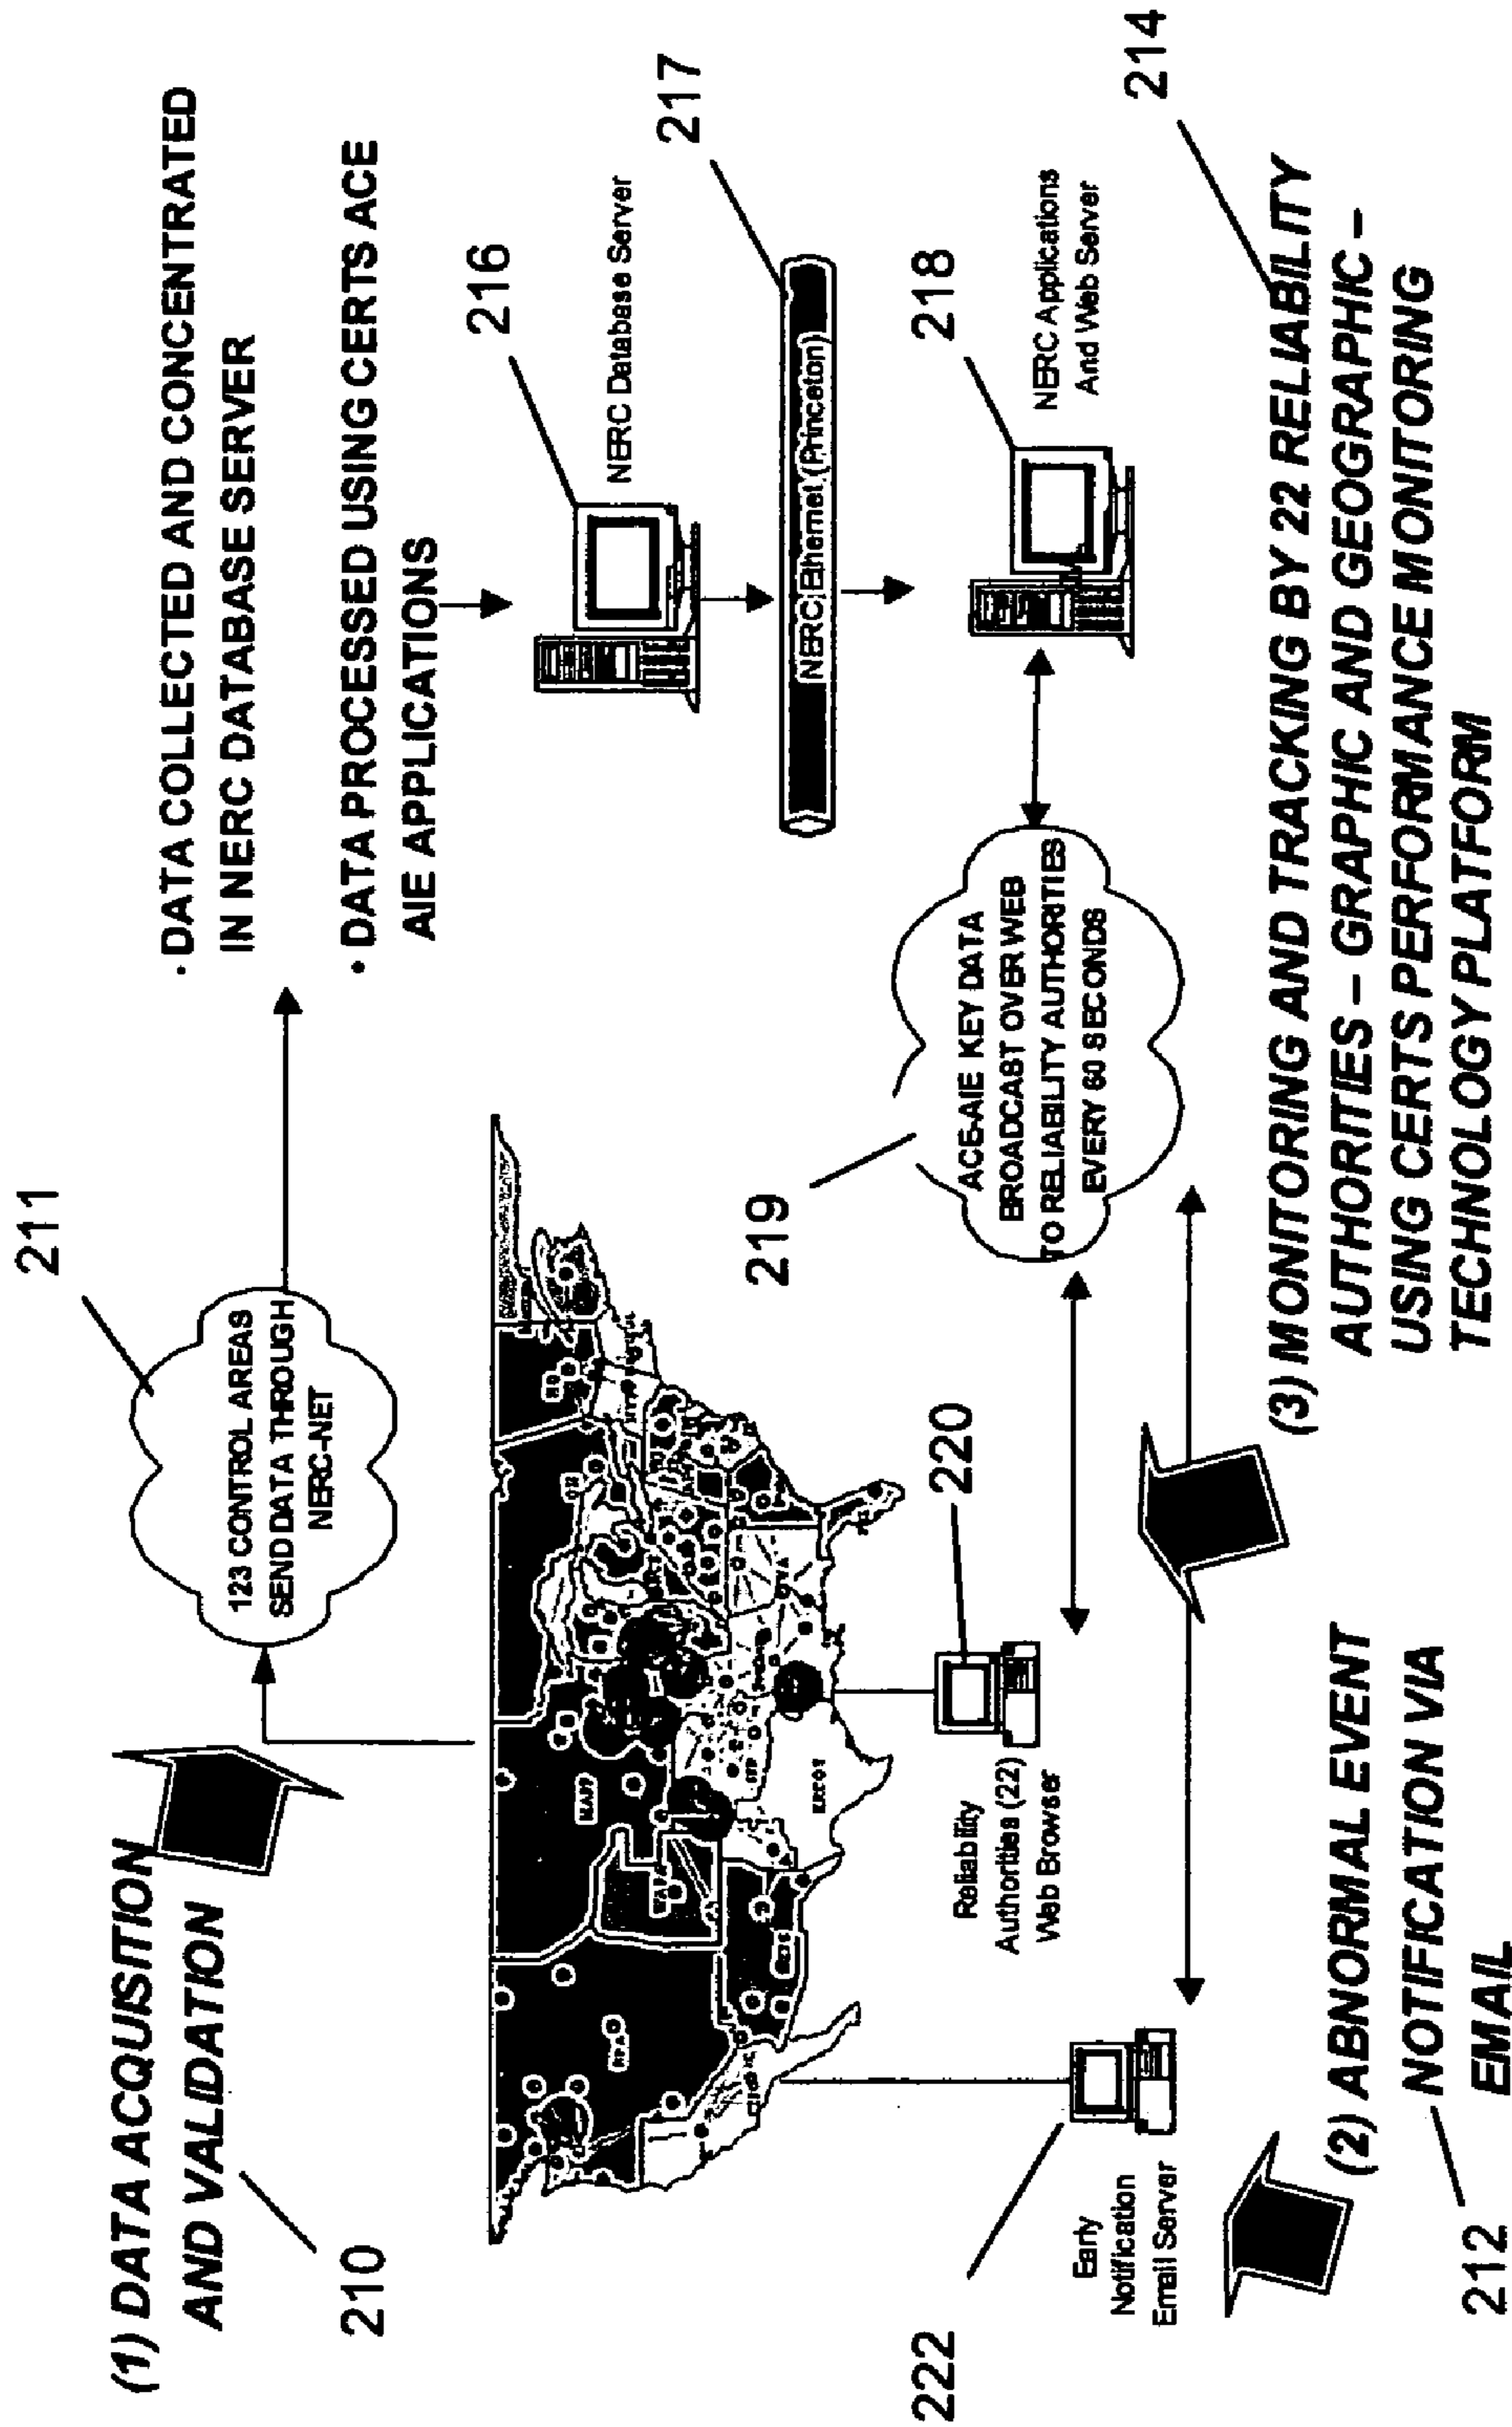 (1) DATA ACQUISITION
AND VALIDATION
210
211
123 CONTROL AREAS
SEND DATA THROUGH
NERC-NET
· DATA COLLECTED AND CONCENTRATED
IN NERC DATABASE SERVER
• DATA PROCESSED USING CERTS ACE
AIE APPLICATIONS
216
NERC Database Server
217
NERC Ethernet (Princeton)
218
NERC Applications
And Web Server
219
ACE-AIE KEY DATA
BROADCAST OVER WEB
TO RELIABILITY AUTHORITIES
EVERY 60 SECONDS
MAPP
ERCOT
220
Reliability
Authorities (22)
Web Browser
222
Early
Notification
Email Server
(2) ABNORMAL EVENT
NOTIFICATION VIA
EMAIL
212
214
(3) MONITORING AND TRACKING BY 22 RELIABILITY
AUTHORITIES – GRAPHIC AND GEOGRAPHIC –
USING CERTS PERFORMANCE MONITORING
TECHNOLOGY PLATFORM